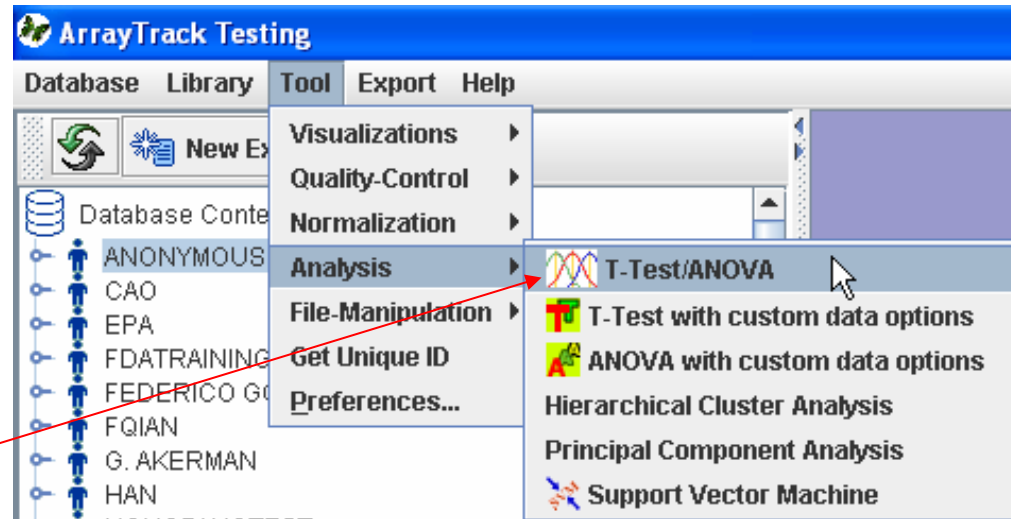 ArrayTrack Testing
Database Library Tool Export Help
New Ex
Visualizations
Quality-Control
Normalization
Analysis
File-Manipulation
Get Unique ID
Preferences...
T-Test/ANOVA
T-Test with custom data options
ANOVA with custom data options
Hierarchical Cluster Analysis
Principal Component Analysis
Support Vector Machine
Database Conte
ANONYMOUS
CAO
EPA
FDATRAINING
FEDERICO GO
FQIAN
G. AKERMAN
HAN